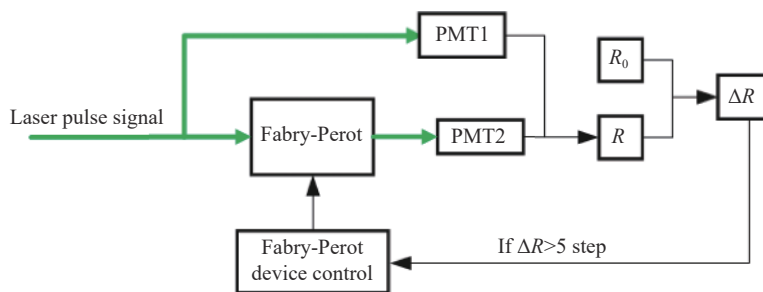 PMT1
R₀
ΔR
Laser pulse signal
Fabry-Perot
PMT2
R
If ΔR>5 step
Fabry-Perot
device control